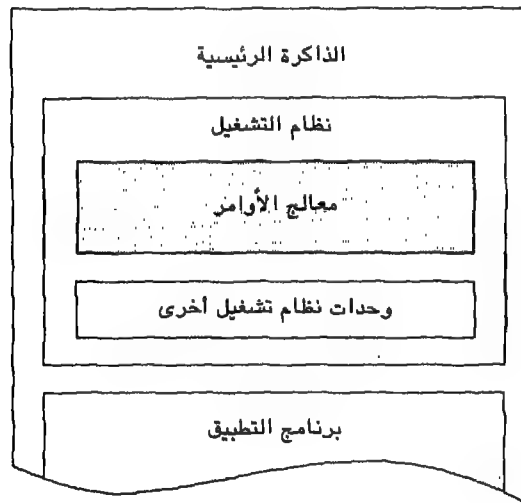 الذاكرة الرئيسية
نظام التشغيل
معالج الأوامر
وحدات نظام تشغيل أخرى
برنامج التطبيق